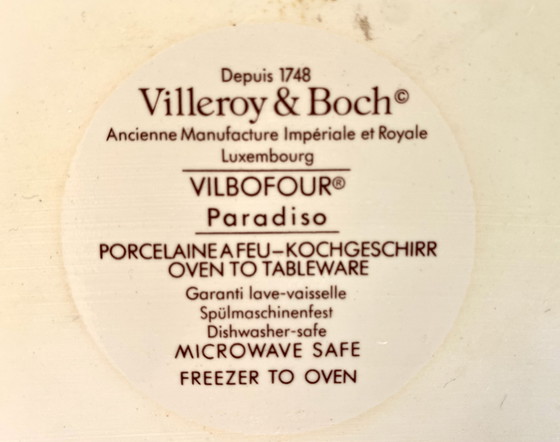 Depuis 1748
Villeroy & Boch©
Ancienne Manufacture Impériale et Royale
Luxembourg
VILBOFOUR®
Paradiso
PORCELAINE A FEU–KOCHGESCHIRR
OVEN TO TABLEWARE
Garanti lave-vaisselle
Spülmaschinenfest
Dishwasher-safe
MICROWAVE SAFE
FREEZER TO OVEN